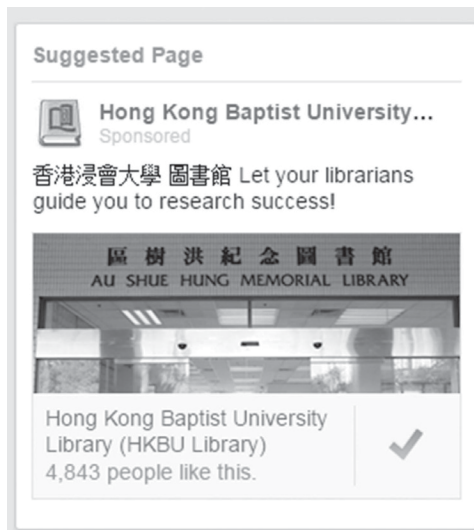 Suggested Page
Hong Kong Baptist University...
Sponsored
香港浸會大學 圖書館 Let your librarians
guide you to research success!
區樹洪紀念圖書館
AU SHUE HUNG MEMORIAL LIBRARY
Hong Kong Baptist University
Library (HKBU Library)
4,843 people like this.